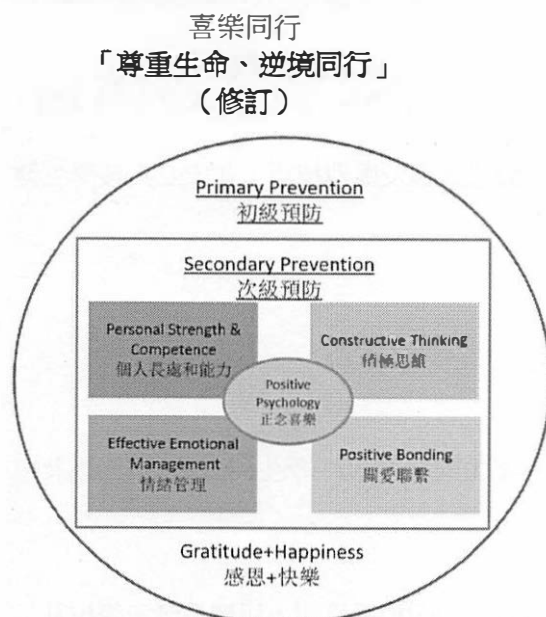 喜樂同行
「尊重生命、逆境同行」
（修訂）
Primary Prevention
初級預防
Secondary Prevention
次級預防
Personal Strength &
Competence
個人長處和能力
Constructive Thinking
積極思維
Positive
Psychology
正念喜樂
Effective Emotional
Management
情緒管理
Positive Bonding
關愛聯繫
Gratitude+Happiness
感恩+快樂